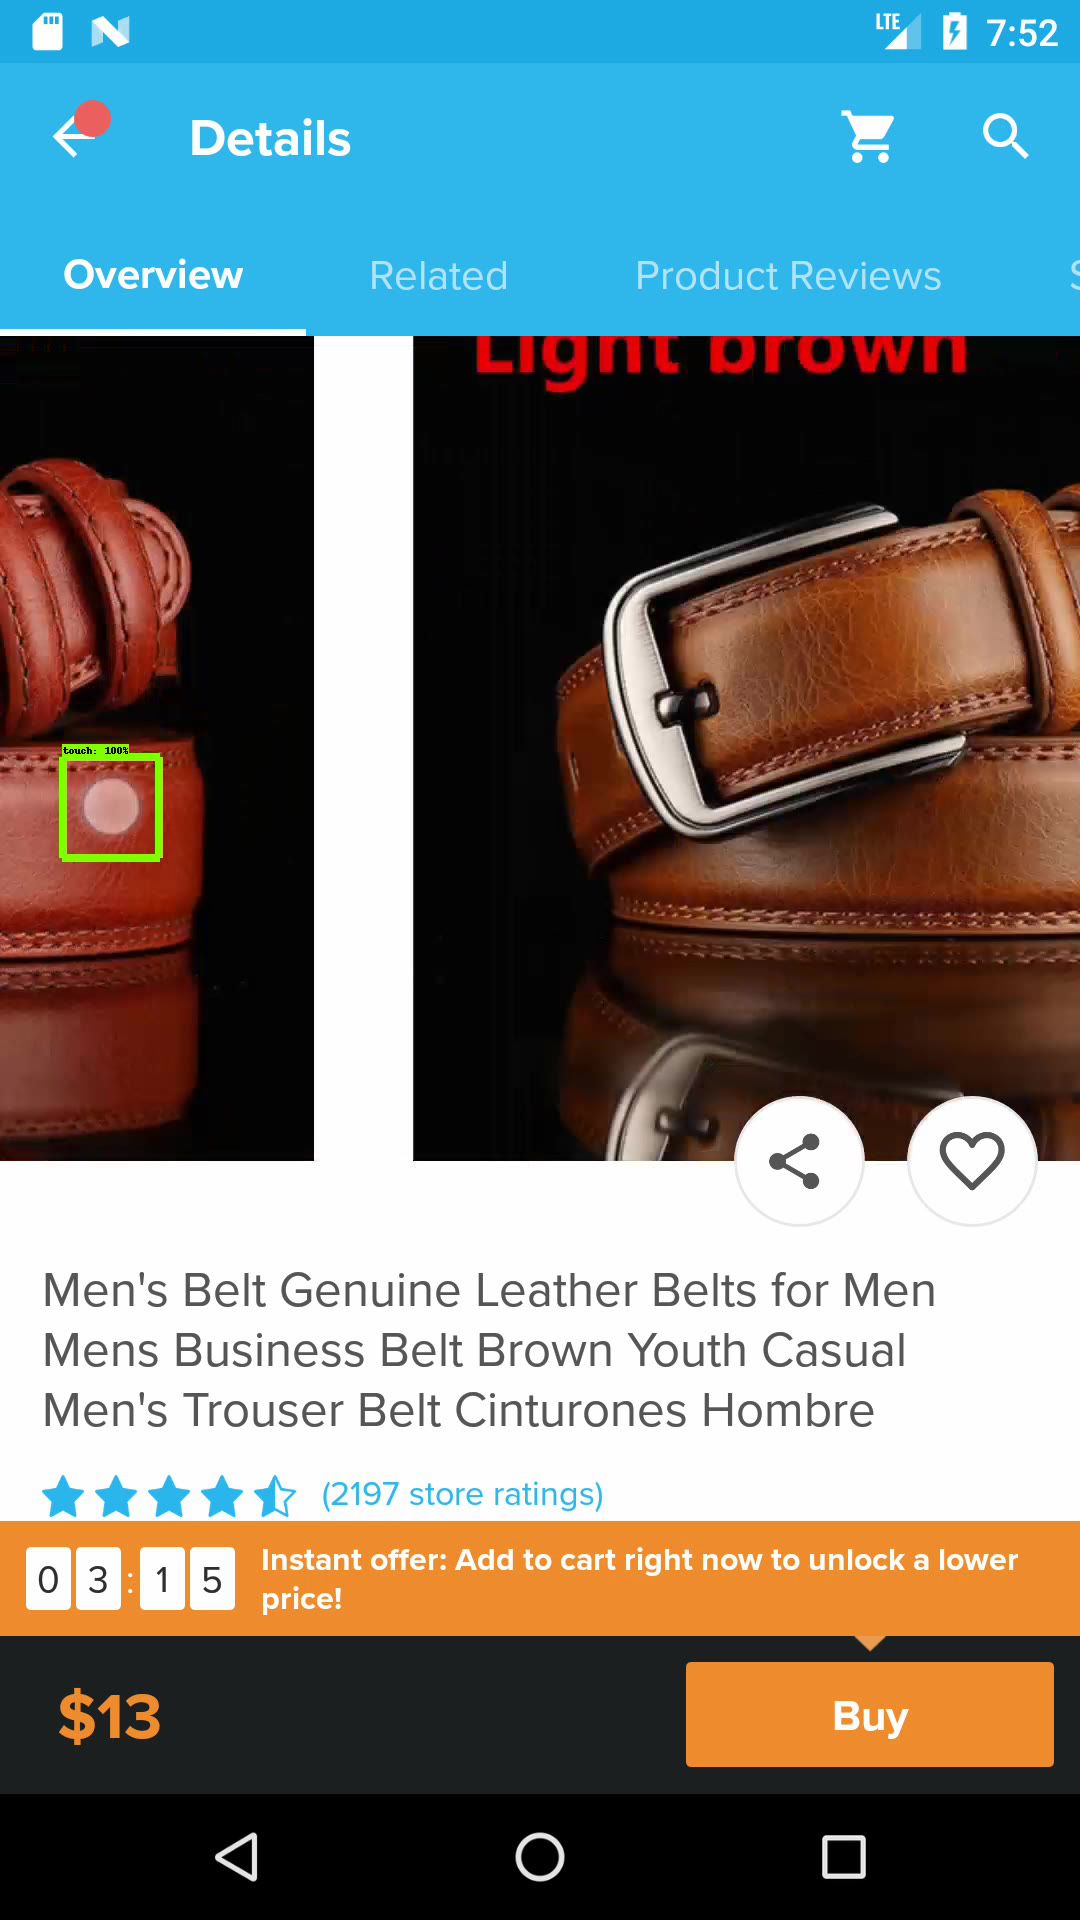 LTE 7:52
Details
Overview Related Product Reviews S
Light brown
touch: 100%
Men's Belt Genuine Leather Belts for Men
Mens Business Belt Brown Youth Casual
Men's Trouser Belt Cinturones Hombre
(2197 store ratings)
03:15 Instant offer: Add to cart right now to unlock a lower
price!
$13 Buy